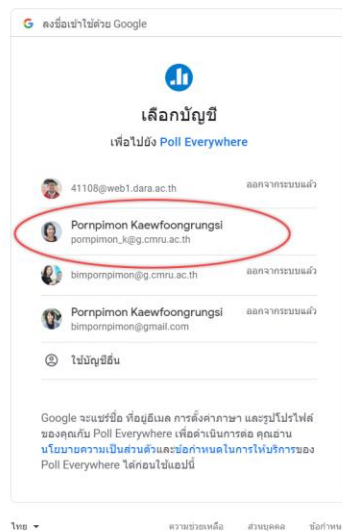 ลงชื่อเข้าใช้ด้วย Google
เลือกบัญชี
เพื่อไปยัง Poll Everywhere
41108@web1.dara.ac.th ออกจากระบบแล้ว
Pornpimon Kaewfoongrungsi
pornpimon_k@g.cmru.ac.th
bimpornpimon@g.cmru.ac.th ออกจากระบบแล้ว
Pornpimon Kaewfoongrungsi ออกจากระบบแล้ว
bimpornpimon@gmail.com
ใช้บัญชีอื่น
Google จะแชร์ชื่อ ที่อยู่อีเมล การตั้งค่าภาษา และรูปโปรไฟล์
ของคุณกับ Poll Everywhere เพื่อดำเนินการต่อ คุณอ่าน
นโยบายความเป็นส่วนตัวและข้อกำหนดในการให้บริการของ
Poll Everywhere ได้ก่อนใช้แอปนี้
ไทย ความช่วยเหลือ ส่วนบุคคล ข้อกำหน